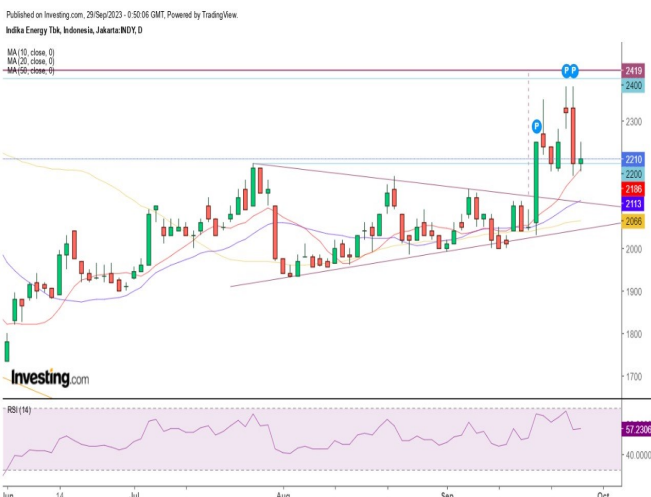 Published on Investing.com, 29/Sep/2023 - 0:50:06 GMT, Powered by TradingView.
Indika Energy Tbk, Indonesia, Jakarta:INDY, D
MA (10, close, 0)
MA (20, close, 0)
MA (50, close, 0)
P P
P
2419
2400
2300
2210
2200
2186
2113
2066
2000
1900
1800
1700
Investing.com
RSI (14)
57.2306
40.0000
14 Jul Aug Sep Oct